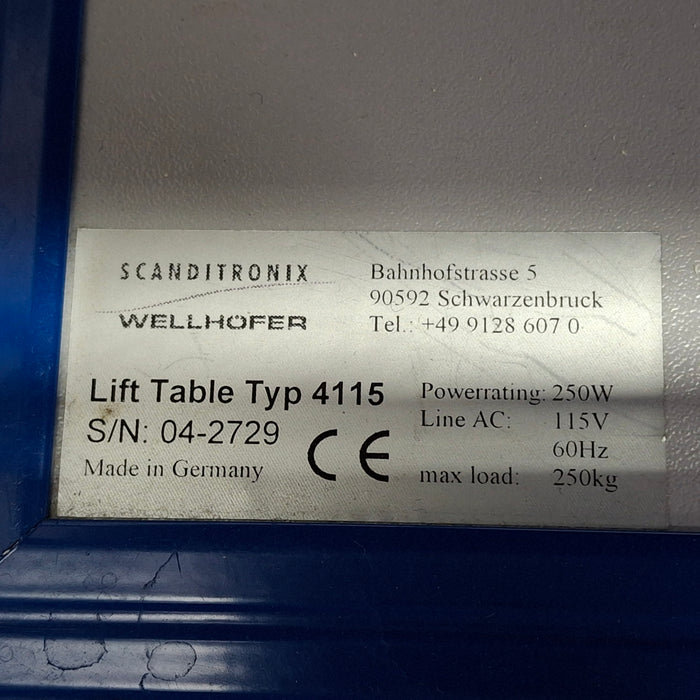 SCANDITRONIX
WELLHÖFER
Bahnhofstrasse 5
90592 Schwarzenbruck
Tel.: +49 9128 607 0
Lift Table Typ 4115
S/N: 04-2729
Made in Germany
CE
Powerrating: 250W
Line AC: 115V
60Hz
max load: 250kg